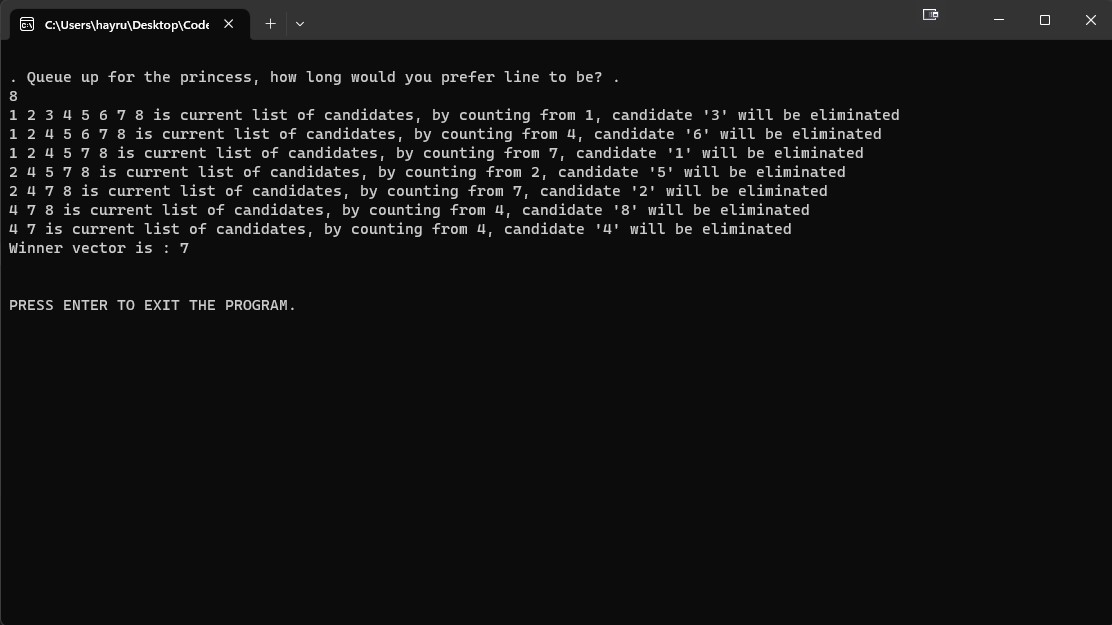 C:\Users\hayru\Desktop\Code
. Queue up for the princess, how long would you prefer line to be? .
8
1 2 3 4 5 6 7 8 is current list of candidates, by counting from 1, candidate '3' will be eliminated
1 2 4 5 6 7 8 is current list of candidates, by counting from 4, candidate '6' will be eliminated
1 2 4 5 7 8 is current list of candidates, by counting from 7, candidate '1' will be eliminated
2 4 5 7 8 is current list of candidates, by counting from 2, candidate '5' will be eliminated
2 4 7 8 is current list of candidates, by counting from 7, candidate '2' will be eliminated
4 7 8 is current list of candidates, by counting from 4, candidate '8' will be eliminated
4 7 is current list of candidates, by counting from 4, candidate '4' will be eliminated
Winner vector is : 7
PRESS ENTER TO EXIT THE PROGRAM.